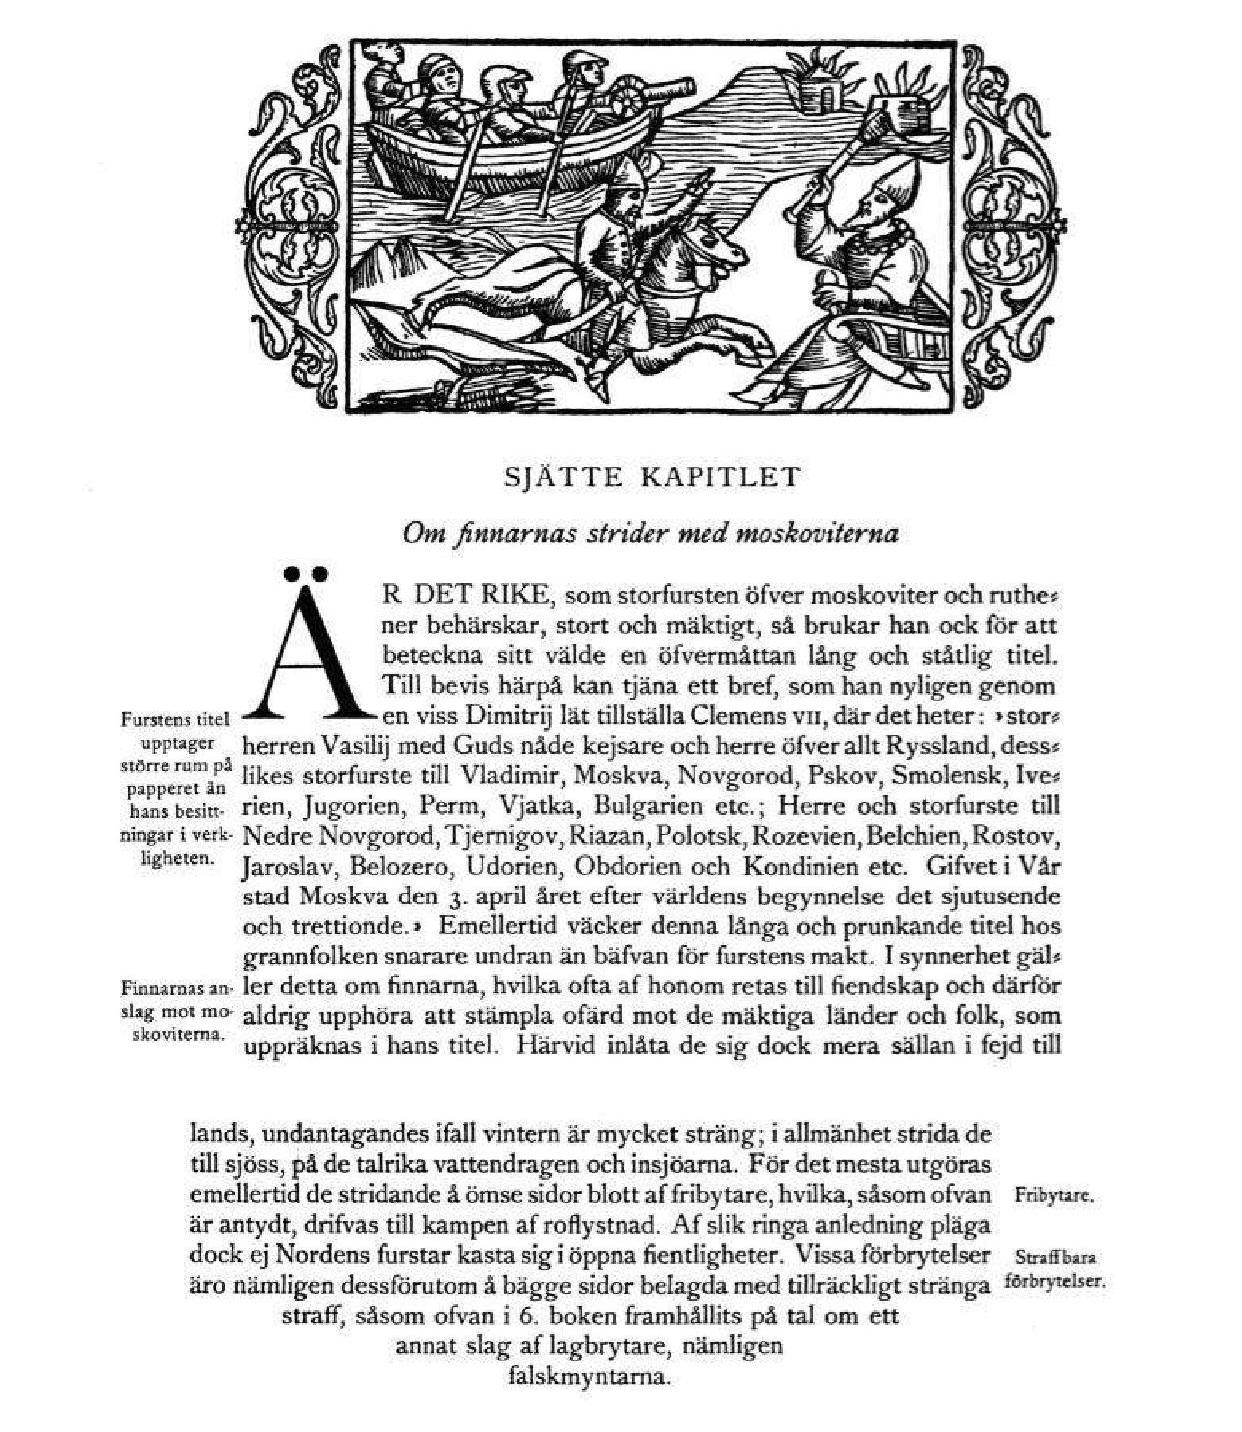 SJÄTTE KAPITLET
Om finnarnas strider med moskoviterna
ÄR DET RIKE, som storfursten öfver moskoviter och ruthe-
ner behärskar, stort och mäktigt, så brukar han ock för att
beteckna sitt välde en öfvermåttan lång och ståtlig titel.
Till bevis härpå kan tjäna ett bref, som han nyligen genom
en viss Dimitrij lät tillställa Clemens VII, där det heter: »stor-
herren Vasilij med Guds nåde kejsare och herre öfver allt Ryssland, dess-
likes storfurste till Vladimir, Moskva, Novgorod, Pskov, Smolensk, Ive-
rien, Jugorien, Perm, Vjatka, Bulgarien etc.; Herre och storfurste till
Nedre Novgorod, Tjernigov, Riazan, Polotsk, Rozevien, Belchien, Rostov,
Jaroslav, Belozero, Udorien, Obdorien och Kondinien etc. Gifvet i Vår
stad Moskva den 3. april året efter världens begynnelse det sjutusende
och trettionde.» Emellertid väcker denna långa och prunkande titel hos
grannfolken snarare undran än bäfvan för furstens makt. I synnerhet gäl-
ler detta om finnarna, hvilka ofta af honom retas till fiendskap och därför
aldrig upphöra att stämpla ofärd mot de mäktiga länder och folk, som
uppräknas i hans titel. Härvid inlåta de sig dock mera sällan i fejd till
Furstens titel
upptager
större rum på
papperet än
hans besitt-
ningar i verk-
ligheten.
Finnarnas an-
slag mot mo-
skoviterna.
lands, undantagandes ifall vintern är mycket sträng; i allmänhet strida de
till sjöss, på de talrika vattendragen och insjöarna. För det mesta utgöras
emellertid de stridande å ömse sidor blott af fribytare, hvilka, såsom ofvan
är antydt, drifvas till kampen af roflystnad. Af slik ringa anledning pläga
dock ej Nordens furstar kasta sig i öppna fientligheter. Vissa förbrytelser
äro nämligen dessförutom å bägge sidor belagda med tillräckligt stränga
straff, såsom ofvan i 6. boken framhållits på tal om ett
annat slag af lagbrytare, nämligen
falskmyntarna.
Fribytare.
Straffbara
förbrytelser.